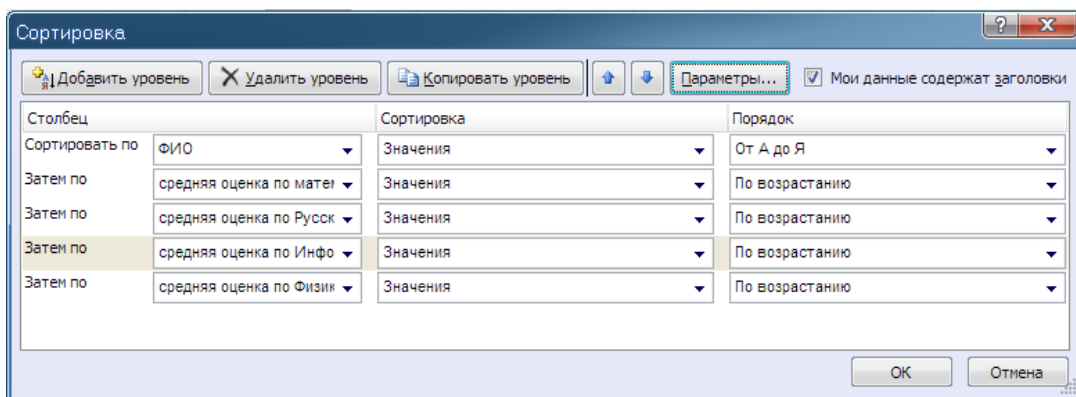 Сортировка
Добавить уровень Удалить уровень Копировать уровень Параметры... Мои данные содержат заголовки
Столбец Сортировка Порядок
Сортировать по ФИО Значения От А до Я
Затем по средняя оценка по матем Значения По возрастанию
Затем по средняя оценка по Русск Значения По возрастанию
Затем по средняя оценка по Инфо Значения По возрастанию
Затем по средняя оценка по Физик Значения По возрастанию
ОК Отмена